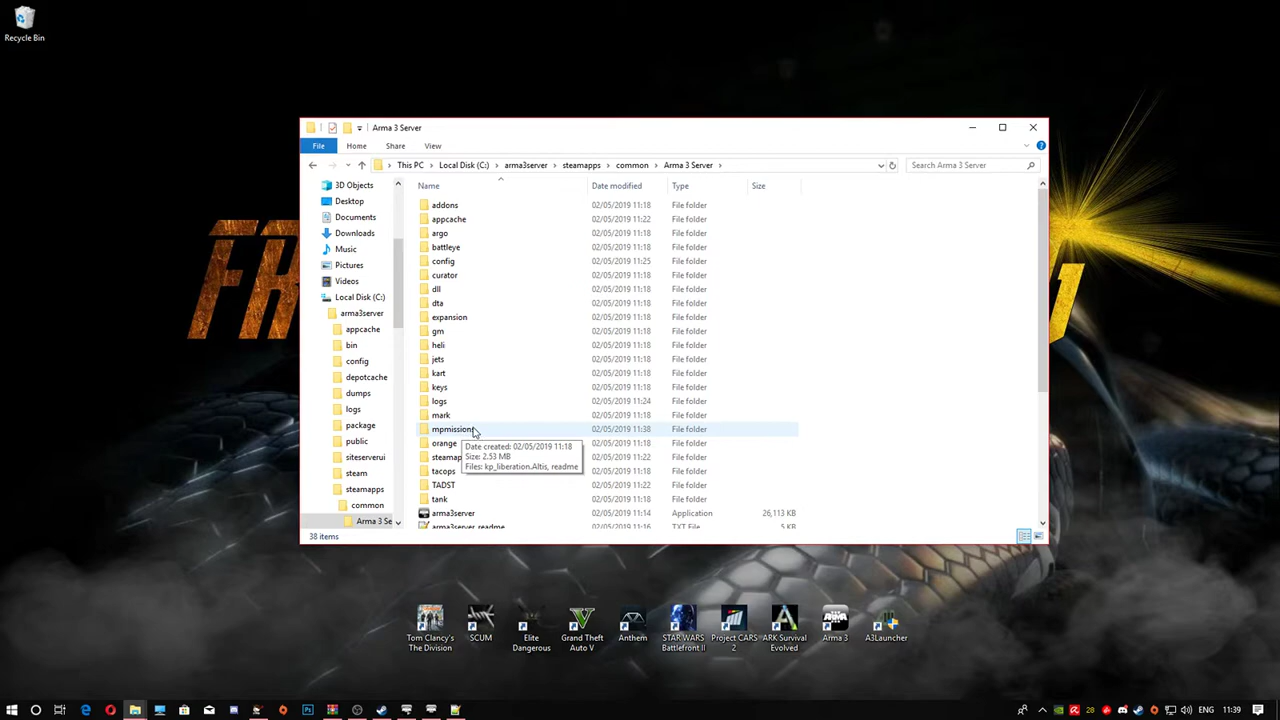 Recycle Bin
FR
Arma 3 Server
File Home Share View
This PC Local Disk (C:) arma3server steamapps common Arma 3 Server Search Arma 3 Server
3D Objects
Desktop
Documents
Downloads
Music
Pictures
Videos
Local Disk (C:)
arma3server
appcache
bin
config
depotcache
dumps
logs
package
public
siteserverui
steam
steamapps
common
Arma 3 Se
Name Date modified Type Size
addons 02/05/2019 11:18 File folder
appcache 02/05/2019 11:22 File folder
argo 02/05/2019 11:18 File folder
battleye 02/05/2019 11:18 File folder
config 02/05/2019 11:25 File folder
curator 02/05/2019 11:18 File folder
dll 02/05/2019 11:18 File folder
dta 02/05/2019 11:18 File folder
expansion 02/05/2019 11:18 File folder
gm 02/05/2019 11:18 File folder
heli 02/05/2019 11:18 File folder
jets 02/05/2019 11:18 File folder
kart 02/05/2019 11:18 File folder
keys 02/05/2019 11:18 File folder
logs 02/05/2019 11:24 File folder
mark 02/05/2019 11:18 File folder
mpmissions 02/05/2019 11:38 File folder
orange 02/05/2019 11:18 File folder
steamap 02/05/2019 11:22 File folder
tacops 02/05/2019 11:18 File folder
TADST 02/05/2019 11:22 File folder
tank 02/05/2019 11:18 File folder
arma3server 02/05/2019 11:14 Application 26,113 KB
arma3server_readme 02/05/2019 11:16 TXT File 5 KB
Date created: 02/05/2019 11:18
Size: 2.53 MB
Files: kp_liberation.Altis, readme
38 items
Tom Clancy's
The Division
SCUM
Elite
Dangerous
Grand Theft
Auto V
Anthem
STAR WARS
Battlefront II
Project CARS
2
ARK Survival
Evolved
Arma 3
A3Launcher
28 ENG 11:39